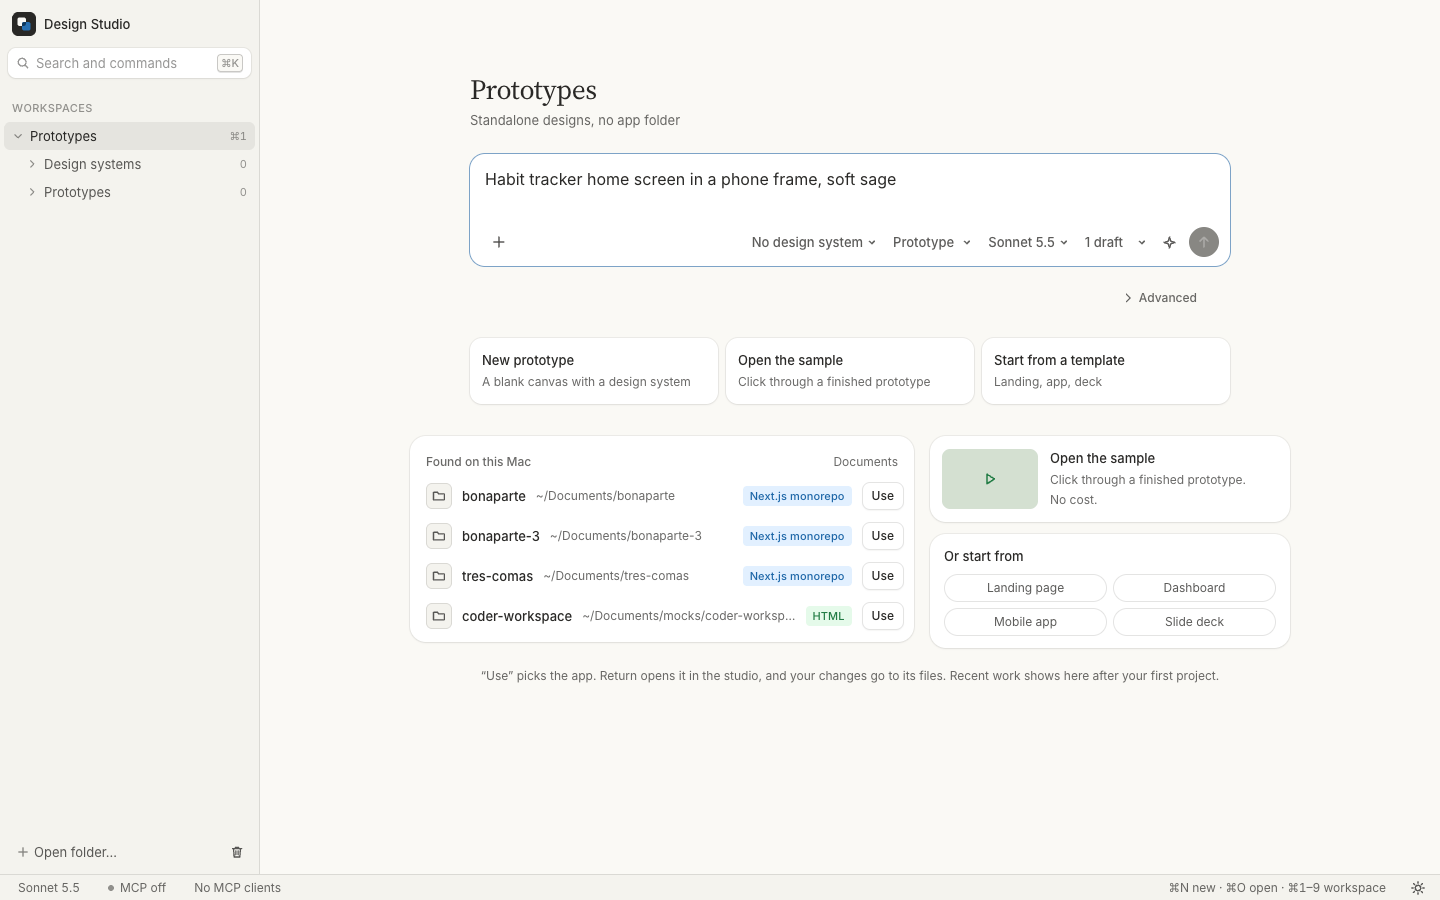 Design Studio
Search and commands ⌘K
WORKSPACES
Prototypes ⌘1
Design systems 0
Prototypes 0
Open folder...
Prototypes
Standalone designs, no app folder
Habit tracker home screen in a phone frame, soft sage
No design system Prototype Sonnet 5.5 1 draft
Advanced
New prototype
A blank canvas with a design system
Open the sample
Click through a finished prototype
Start from a template
Landing, app, deck
Found on this Mac Documents
bonaparte ~/Documents/bonaparte Next.js monorepo Use
bonaparte-3 ~/Documents/bonaparte-3 Next.js monorepo Use
tres-comas ~/Documents/tres-comas Next.js monorepo Use
coder-workspace ~/Documents/mocks/coder-worksp... HTML Use
Open the sample
Click through a finished prototype.
No cost.
Or start from
Landing page Dashboard
Mobile app Slide deck
“Use” picks the app. Return opens it in the studio, and your changes go to its files. Recent work shows here after your first project.
Sonnet 5.5 MCP off No MCP clients ⌘N new · ⌘O open · ⌘1–9 workspace